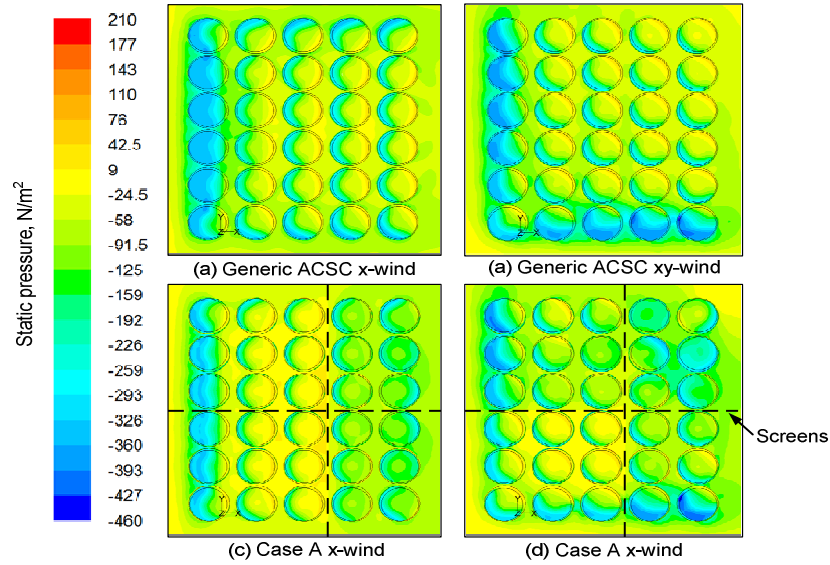 Static pressure, N/m²
210
177
143
110
76
42.5
9
-24.5
-58
-91.5
-125
-159
-192
-226
-259
-293
-326
-360
-393
-427
-460
Y
Z X
(a) Generic ACSC x-wind
Y
Z X
(a) Generic ACSC xy-wind
Y
Z X
(c) Case A x-wind
Y
Z X
(d) Case A x-wind
Screens